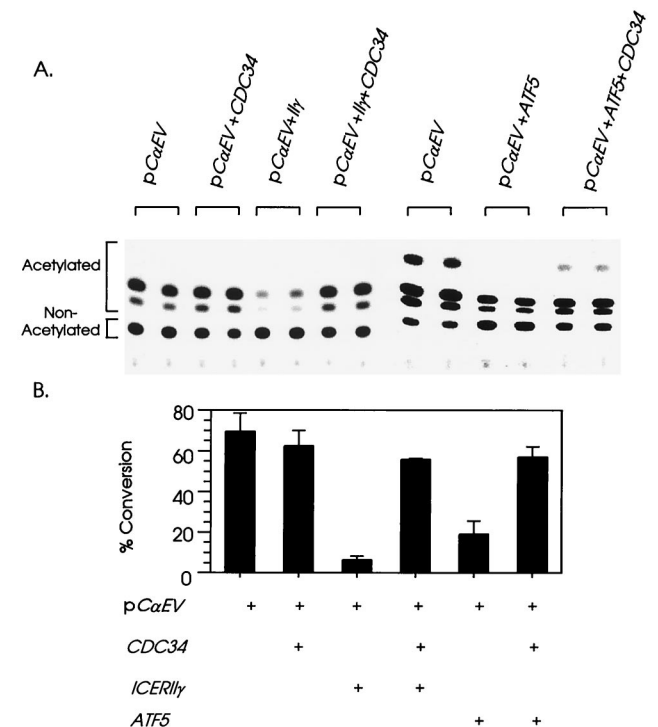 A.
pCαEV
pCαEV+CDC34
pCαEV+IIγ
pCαEV+IIγ+CDC34
pCαEV
pCαEV+ATF5
pCαEV+ATF5+CDC34
Acetylated
Non-
Acetylated
B.
80
60
40
20
0
% Conversion
pCαEV + + + + + +
CDC34 + + +
ICERIIγ + +
ATF5 + +